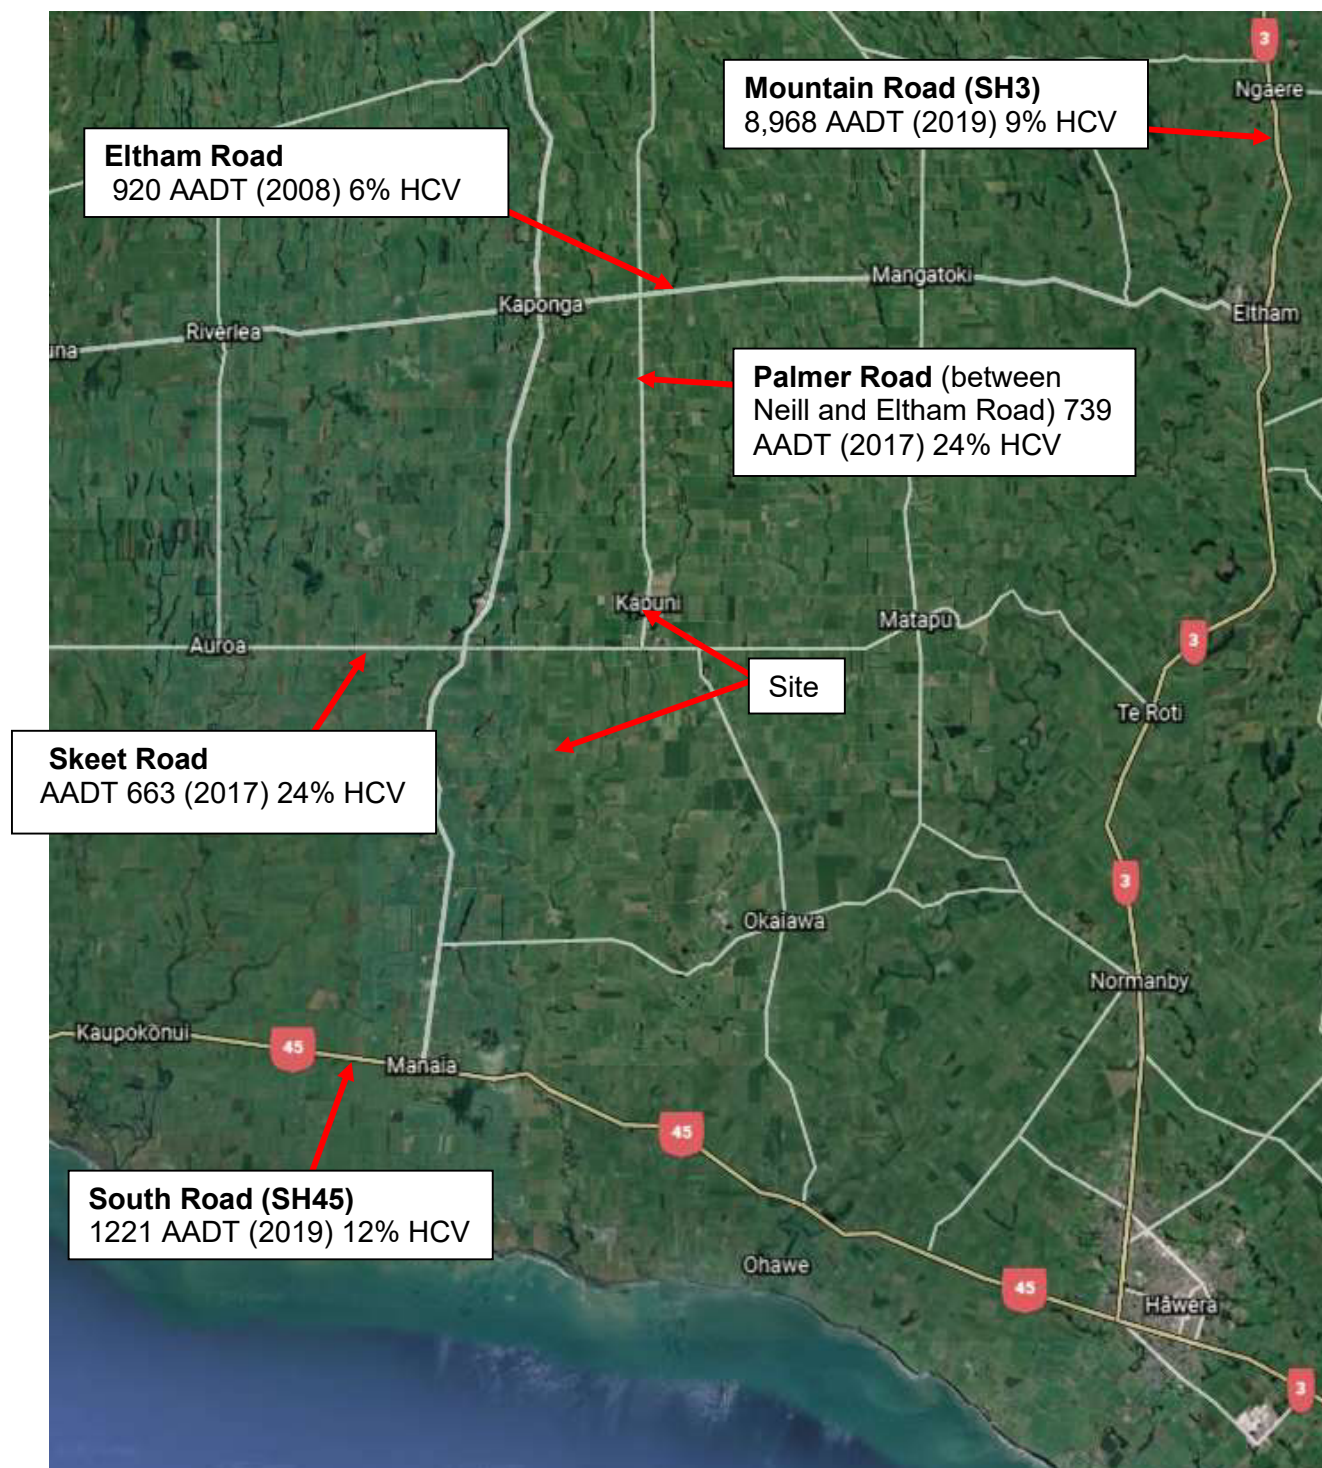 3
Ngaere
Mountain Road (SH3)
8,968 AADT (2019) 9% HCV
Eltham Road
920 AADT (2008) 6% HCV
Mangatoki
Kaponga
Eltham
Riverlea
una
Palmer Road (between
Neill and Eltham Road) 739
AADT (2017) 24% HCV
Kapuni
Matapu
3
Auroa
Site
Te Roti
Skeet Road
AADT 663 (2017) 24% HCV
3
Okaiawa
Normanby
Kaupokōnui
45
Manaia
45
South Road (SH45)
1221 AADT (2019) 12% HCV
Ohawe
45
Hāwera
3